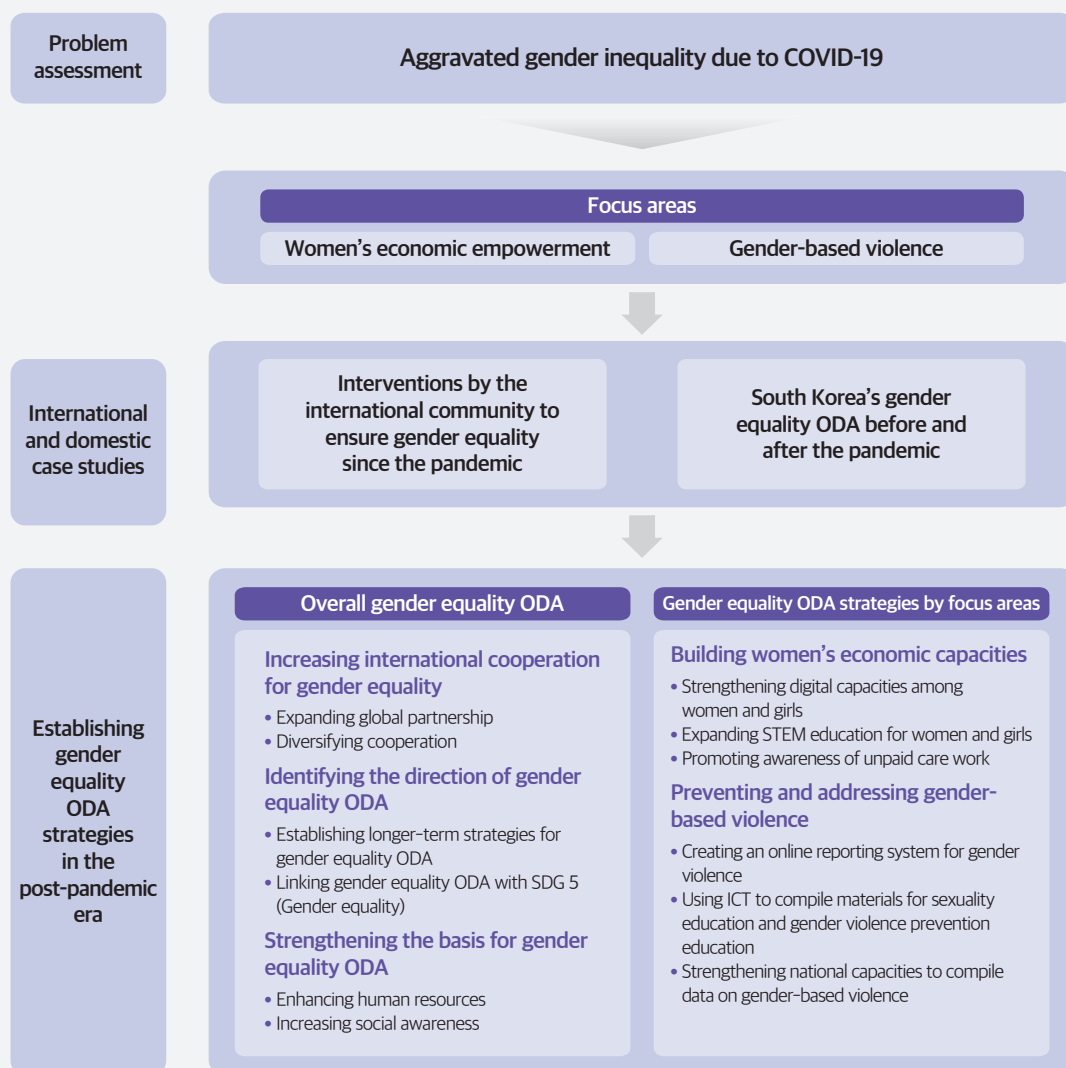 Problem
assessment
Aggravated gender inequality due to COVID-19
Focus areas
Women's economic empowerment
Gender-based violence
International
and domestic
case studies
Interventions by the
international community to
ensure gender equality
since the pandemic
South Korea's gender
equality ODA before and
after the pandemic
Establishing
gender
equality
ODA
strategies
in the
post-pandemic
era
Overall gender equality ODA
Increasing international cooperation
for gender equality
• Expanding global partnership
• Diversifying cooperation
Identifying the direction of gender
equality ODA
• Establishing longer-term strategies for
gender equality ODA
• Linking gender equality ODA with SDG 5
(Gender equality)
Strengthening the basis for gender
equality ODA
• Enhancing human resources
• Increasing social awareness
Gender equality ODA strategies by focus areas
Building women's economic capacities
• Strengthening digital capacities among
women and girls
• Expanding STEM education for women and girls
• Promoting awareness of unpaid care work
Preventing and addressing gender-
based violence
• Creating an online reporting system for gender
violence
• Using ICT to compile materials for sexuality
education and gender violence prevention
education
• Strengthening national capacities to compile
data on gender-based violence